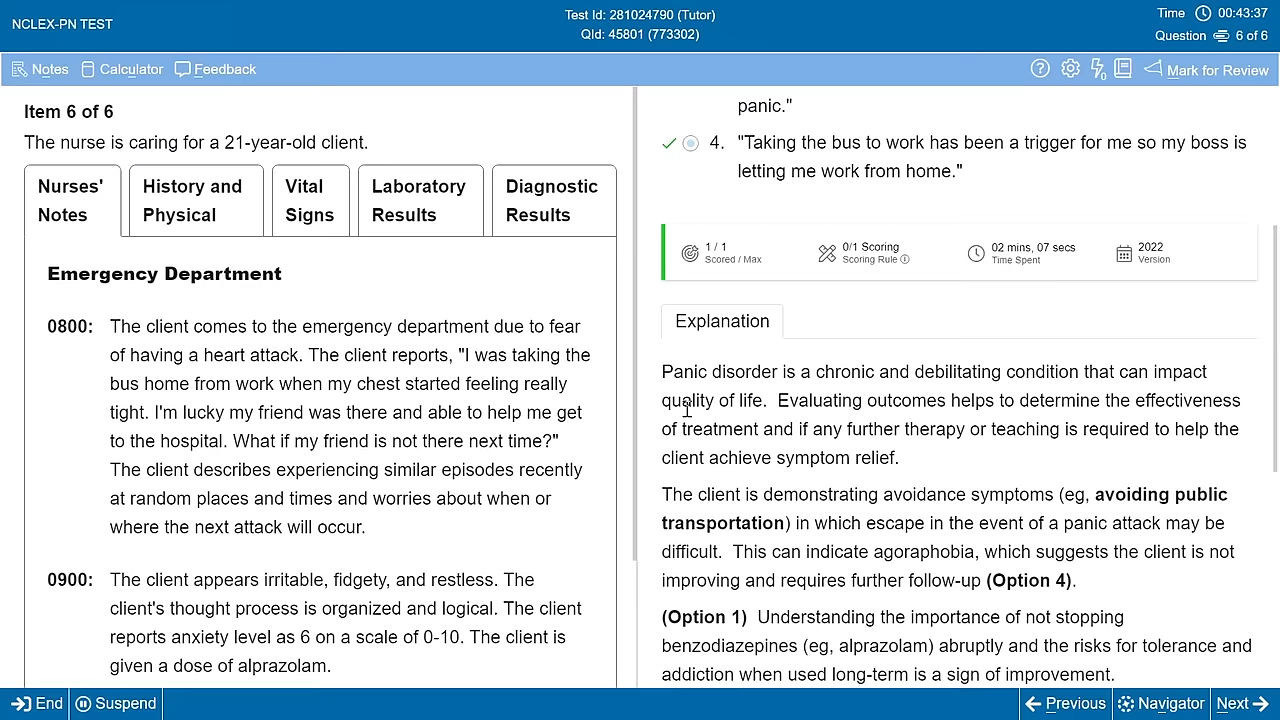 NCLEX-PN TEST
Test Id: 281024790 (Tutor)
QId: 45801 (773302)
Time 00:43:37
Question 6 of 6
Notes Calculator Feedback
Mark for Review
Item 6 of 6
The nurse is caring for a 21-year-old client.
Nurses' Notes
History and Physical
Vital Signs
Laboratory Results
Diagnostic Results
Emergency Department
0800: The client comes to the emergency department due to fear
of having a heart attack. The client reports, "I was taking the
bus home from work when my chest started feeling really
tight. I'm lucky my friend was there and able to help me get
to the hospital. What if my friend is not there next time?"
The client describes experiencing similar episodes recently
at random places and times and worries about when or
where the next attack will occur.
0900: The client appears irritable, fidgety, and restless. The
client's thought process is organized and logical. The client
reports anxiety level as 6 on a scale of 0-10. The client is
given a dose of alprazolam.
panic."
4. "Taking the bus to work has been a trigger for me so my boss is
letting me work from home."
1 / 1
Scored / Max
0/1 Scoring
Scoring Rule
02 mins, 07 secs
Time Spent
2022
Version
Explanation
Panic disorder is a chronic and debilitating condition that can impact
quality of life. Evaluating outcomes helps to determine the effectiveness
of treatment and if any further therapy or teaching is required to help the
client achieve symptom relief.
The client is demonstrating avoidance symptoms (eg, avoiding public
transportation) in which escape in the event of a panic attack may be
difficult. This can indicate agoraphobia, which suggests the client is not
improving and requires further follow-up (Option 4).
(Option 1) Understanding the importance of not stopping
benzodiazepines (eg, alprazolam) abruptly and the risks for tolerance and
addiction when used long-term is a sign of improvement.
End Suspend
Previous Navigator Next